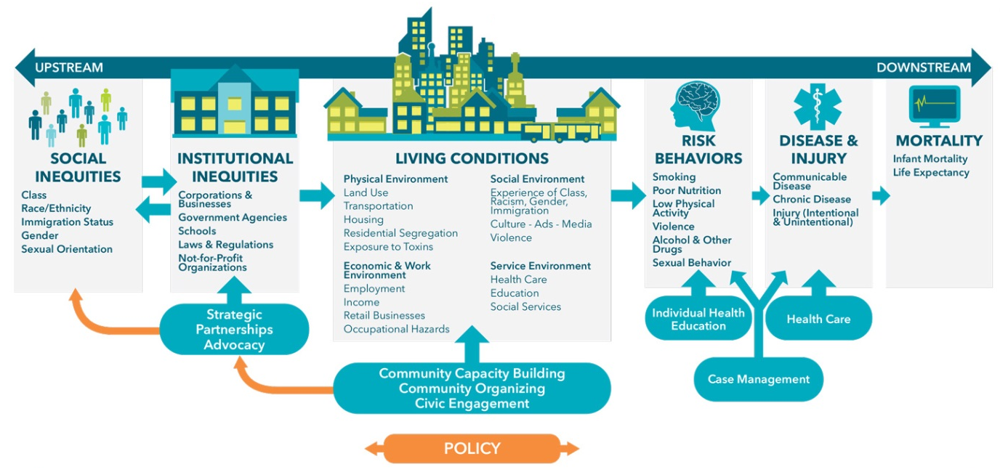 UPSTREAM
DOWNSTREAM
SOCIAL
INEQUITIES
Class
Race/Ethnicity
Immigration Status
Gender
Sexual Orientation
INSTITUTIONAL
INEQUITIES
Corporations &
Businesses
Government Agencies
Schools
Laws & Regulations
Not-for-Profit
Organizations
LIVING CONDITIONS
Physical Environment
Land Use
Transportation
Housing
Residential Segregation
Exposure to Toxins
Economic & Work
Environment
Employment
Income
Retail Businesses
Occupational Hazards
Social Environment
Experience of Class,
Racism, Gender,
Immigration
Culture - Ads - Media
Violence
Service Environment
Health Care
Education
Social Services
RISK
BEHAVIORS
Smoking
Poor Nutrition
Low Physical
Activity
Violence
Alcohol & Other
Drugs
Sexual Behavior
DISEASE &
INJURY
Communicable
Disease
Chronic Disease
Injury (Intentional
& Unintentional)
MORTALITY
Infant Mortality
Life Expectancy
Strategic
Partnerships
Advocacy
Community Capacity Building
Community Organizing
Civic Engagement
Individual Health
Education
Health Care
Case Management
POLICY